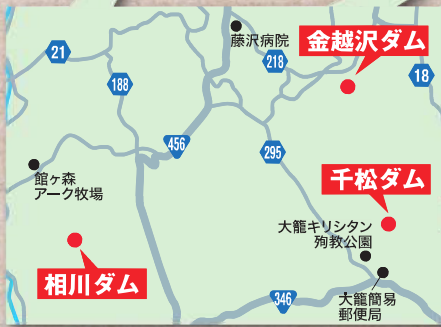 藤沢病院
金越沢ダム
21
218
18
188
456
295
館ヶ森
アーク牧場
千松ダム
大籠キリシタン
殉教公園
相川ダム
346
大籠簡易
郵便局